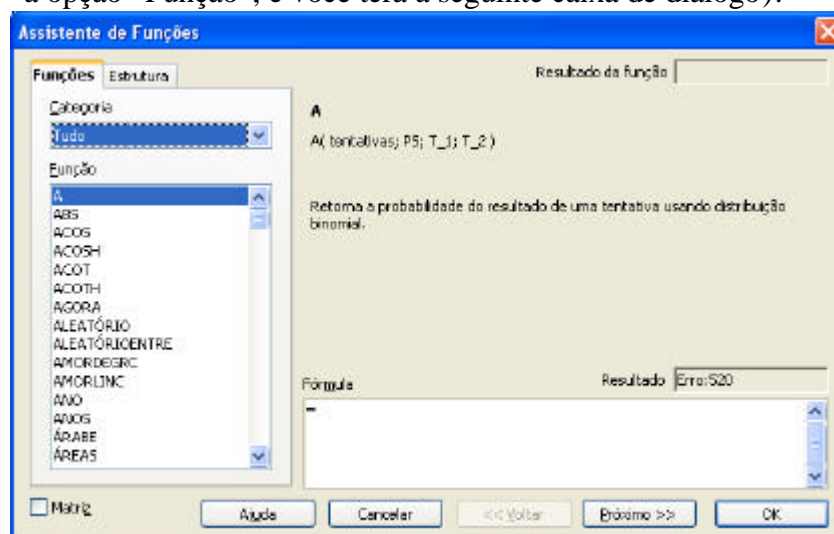 a opção "Função", e você terá a seguinte caixa de diálogo):
Assistente de Funções
Funções Estrutura
Resultado da função
Categoria
Tudo
Função
A
ABS
ACOS
ACOSH
ACOT
ACOTH
AGORA
ALEATÓRIO
ALEATÓRIOENTRE
AMORDEGRC
AMORLINC
ANO
ANOS
ÁRABE
ÁREAS
A
A( tentativas; PS; T_1; T_2 )
Retorna a probabilidade do resultado de uma tentativa usando distribuição
binomial.
Fórmula
Resultado Erro:520
=
Matriz
Ajuda Cancelar << Voltar Próximo >> OK